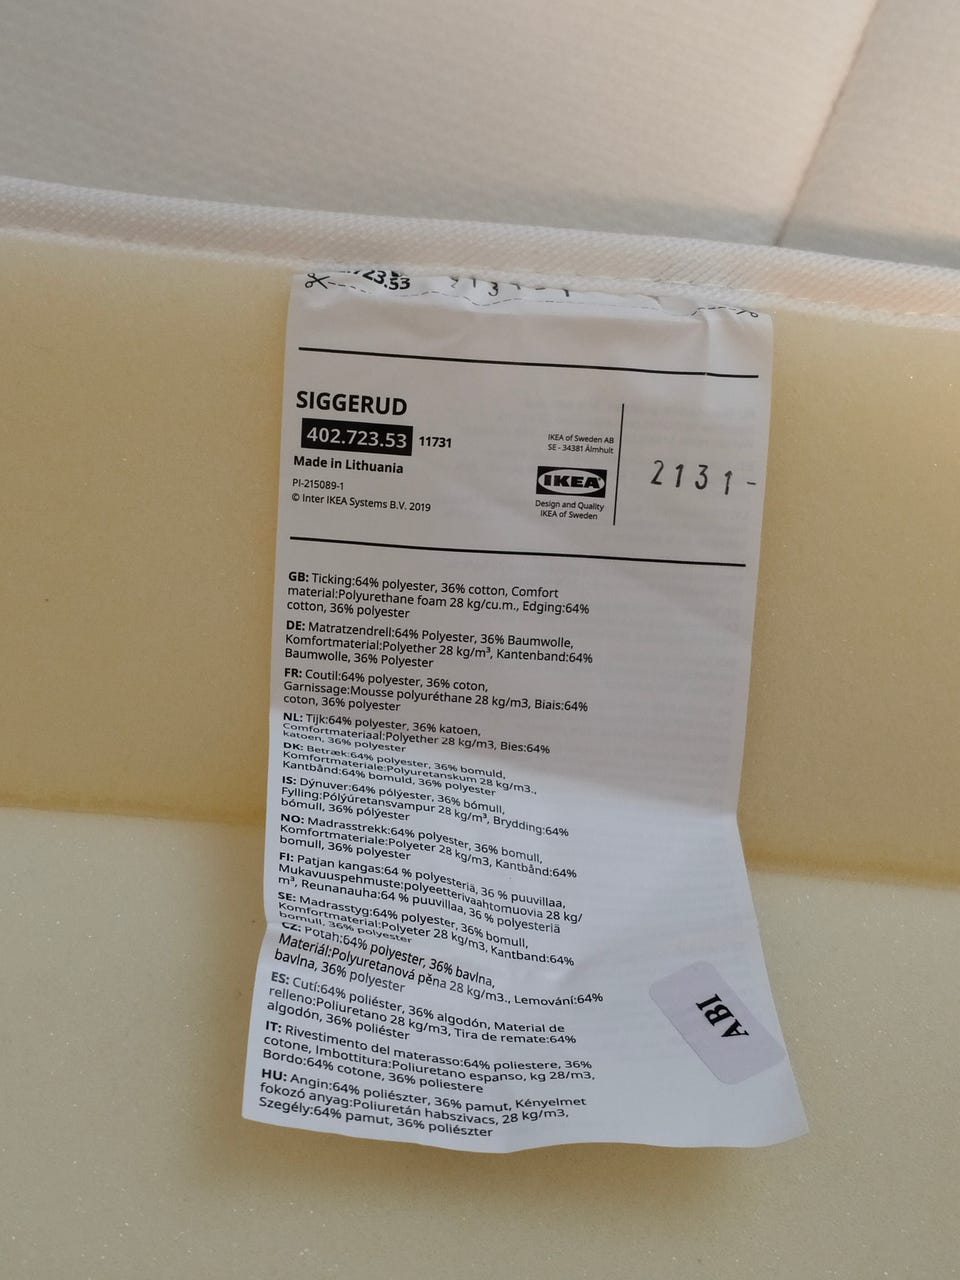 .723.53
SIGGERUD
402.723.53 11731
Made in Lithuania
PI-215089-1
© Inter IKEA Systems B.V. 2019
IKEA of Sweden AB
SE - 34381 Älmhult
IKEA
Design and Quality
IKEA of Sweden
2131-
GB: Ticking:64% polyester, 36% cotton, Comfort
material:Polyurethane foam 28 kg/cu.m., Edging:64%
cotton, 36% polyester
DE: Matratzendrell:64% Polyester, 36% Baumwolle,
Komfortmaterial:Polyether 28 kg/m³, Kantenband:64%
Baumwolle, 36% Polyester
FR: Coutil:64% polyester, 36% coton,
Garnissage:Mousse polyuréthane 28 kg/m3, Biais:64%
coton, 36% polyester
NL: Tijk:64% polyester, 36% katoen,
Comfortmateriaal:Polyether 28 kg/m3, Bies:64%
katoen, 36% polyester
DK: Betræk:64% polyester, 36% bomuld,
Komfortmateriale:Polyuretanskum 28 kg/m3.,
Kantbånd:64% bomuld, 36% polyester
IS: Dýnuver:64% pólýester, 36% bómull,
Fylling:Pólýúretansvampur 28 kg/m³, Brydding:64%
bómull, 36% pólýester
NO: Madrasstrekk:64% polyester, 36% bomull,
Komfortmateriale:Polyeter 28 kg/m3, Kantbånd:64%
bomull, 36% polyester
FI: Patjan kangas:64 % polyesteriä, 36 % puuvillaa,
Mukavuuspehmuste:polyeetterivaahtomuovia 28 kg/
m³, Reunanauha:64 % puuvillaa, 36 % polyesteriä
SE: Madrasstyg:64% polyester, 36% bomull,
Komfortmaterial:Polyeter 28 kg/m3, Kantband:64%
bomull, 36% polyester
CZ: Potah:64% polyester, 36% bavlna,
Materiál:Polyuretanová pěna 28 kg/m3., Lemování:64%
bavlna, 36% polyester
ES: Cutí:64% poliéster, 36% algodón, Material de
relleno:Poliuretano 28 kg/m3, Tira de remate:64%
algodón, 36% poliéster
IT: Rivestimento del materasso:64% poliestere, 36%
cotone, Imbottitura:Poliuretano espanso, kg 28/m3,
Bordo:64% cotone, 36% poliestere
HU: Angin:64% poliészter, 36% pamut, Kényelmet
fokozó anyag:Poliuretán habszivacs, 28 kg/m3,
Szegély:64% pamut, 36% poliészter
ABI